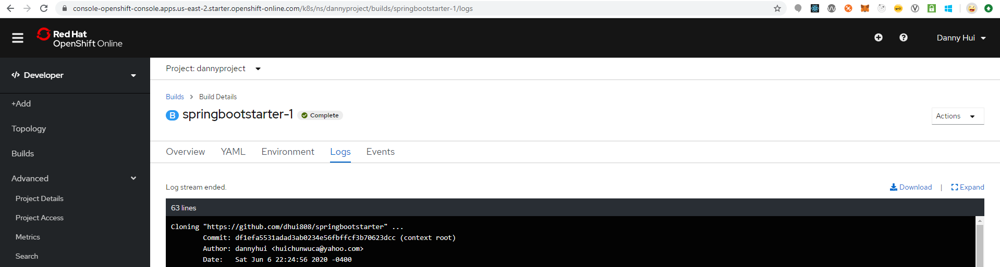 console-openshift-console.apps.us-east-2.starter.openshift-online.com/k8s/ns/dannyproject/builds/springbootstarter-1/logs
Red Hat
OpenShift Online
Danny Hui
Developer
+Add
Topology
Builds
Advanced
Project Details
Project Access
Metrics
Search
Project: dannyproject
Builds > Build Details
B springbootstarter-1 Complete
Actions
Overview YAML Environment Logs Events
Log stream ended.
Download | Expand
63 lines
Cloning "https://github.com/dhui808/springbootstarter" ...
Commit: df1efa5531adad3ab0234e56fbffcf3b70623dcc (context root)
Author: dannyhui <huichunwuca@yahoo.com>
Date: Sat Jun 6 22:24:56 2020 -0400